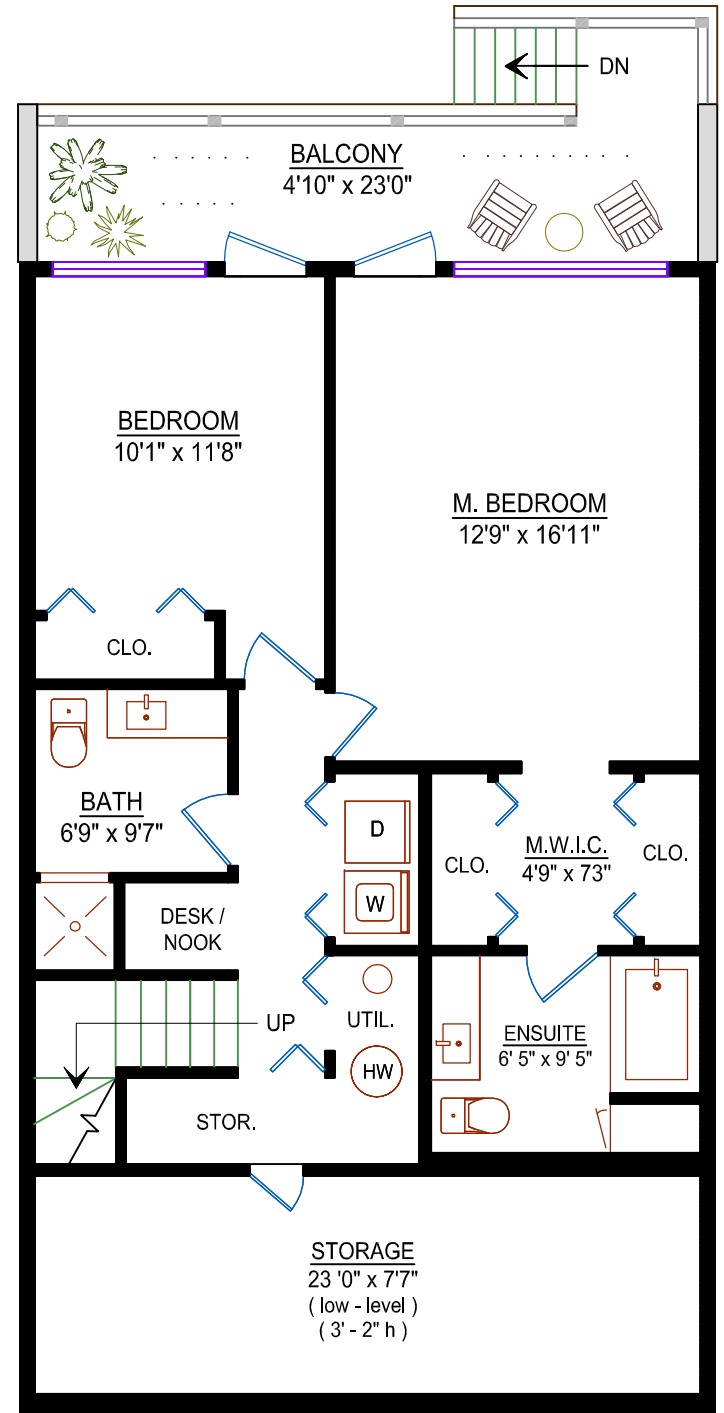 DN
BALCONY
4'10" x 23'0"
BEDROOM
10'1" x 11'8"
M. BEDROOM
12'9" x 16'11"
CLO.
BATH
6'9" x 9'7"
D
W
CLO.
M.W.I.C.
4'9" x 73"
CLO.
DESK /
NOOK
UP
UTIL.
HW
ENSUITE
6' 5" x 9' 5"
STOR.
STORAGE
23 '0" x 7'7"
( low - level )
( 3' - 2" h )